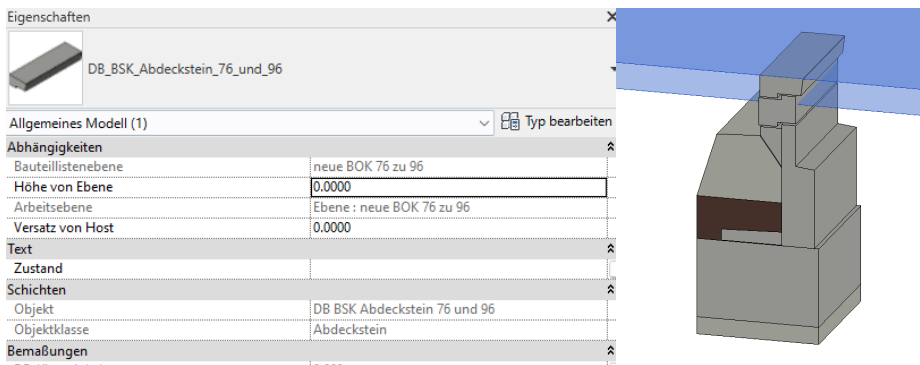 Eigenschaften
DB_BSK_Abdeckstein_76_und_96
Allgemeines Modell (1)
Typ bearbeiten
Abhängigkeiten
Bauteillistenebene neue BOK 76 zu 96
Höhe von Ebene 0.0000
Arbeitsebene Ebene : neue BOK 76 zu 96
Versatz von Host 0.0000
Text
Zustand
Schichten
Objekt DB BSK Abdeckstein 76 und 96
Objektklasse Abdeckstein
Bemaßungen